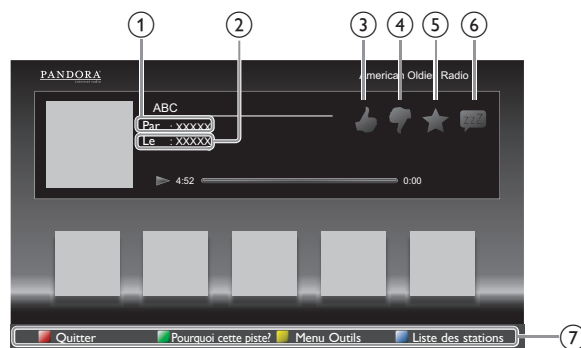 1 2 3 4 5 6
PANDORA American Oldies Radio
ABC
Par : XXXXX
Le : XXXXX
zzZ
4:52 0:00
Quitter Pourquoi cette piste? Menu Outils Liste des stations 7